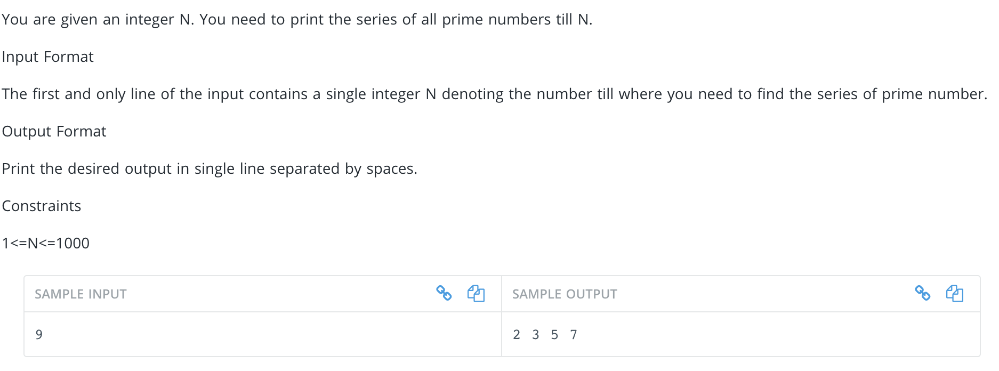 You are given an integer N. You need to print the series of all prime numbers till N.
Input Format
The first and only line of the input contains a single integer N denoting the number till where you need to find the series of prime number.
Output Format
Print the desired output in single line separated by spaces.
Constraints
1<=N<=1000
SAMPLE INPUT
SAMPLE OUTPUT
9
2 3 5 7